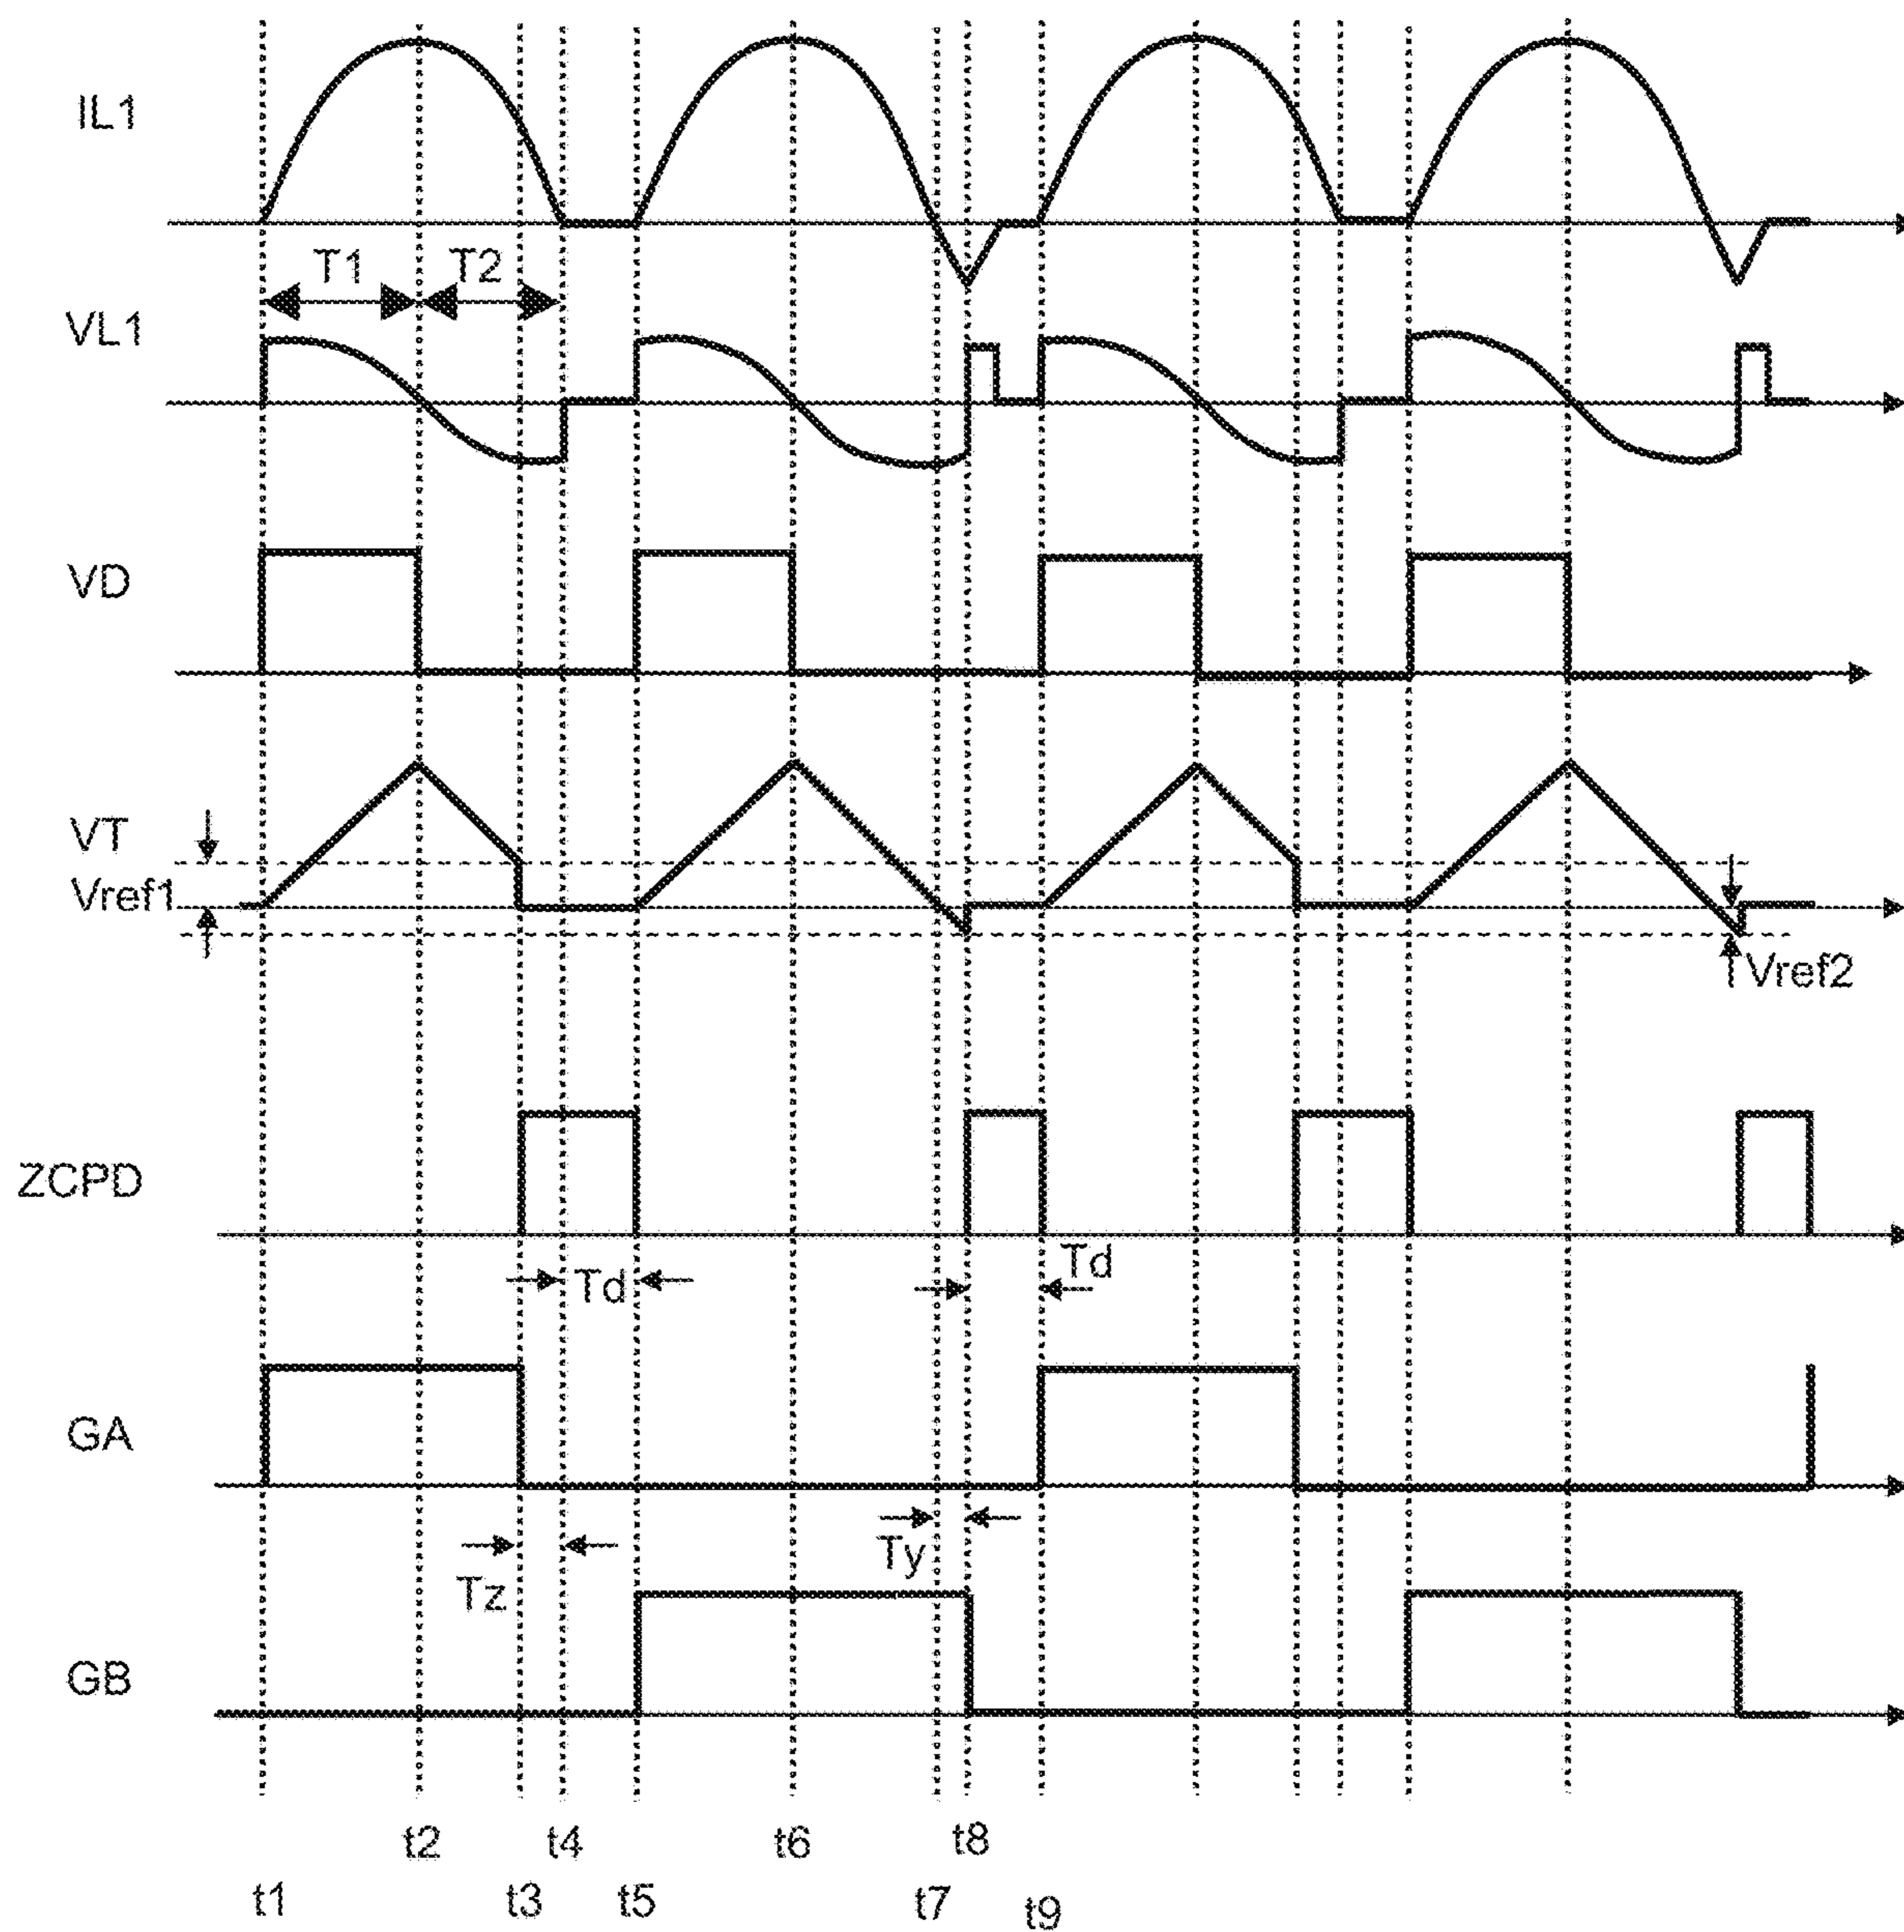 IL1
T1 T2
VL1
VD
VT
Vref1
Vref2
ZCPD
Td Td
GA
Ty
Tz
GB
t2 t4 t6 t8
t1 t3 t5 t7 t9